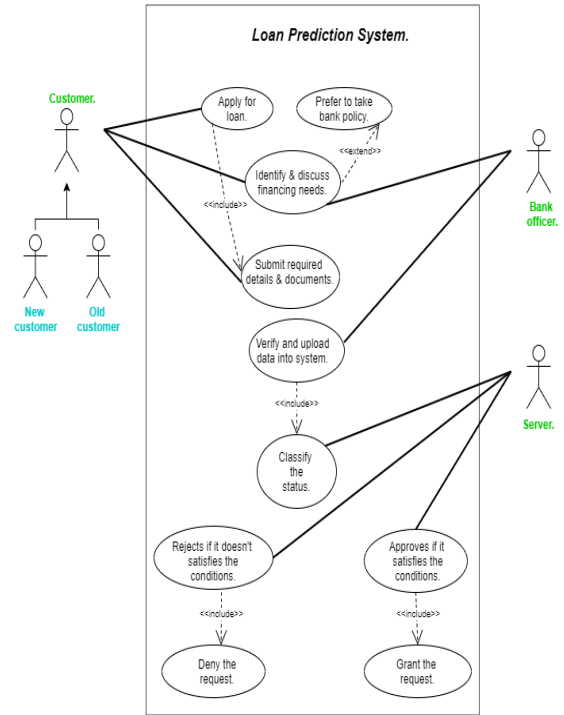 Loan Prediction System.
Customer.
Apply for
loan.
Prefer to take
bank policy.
<<extend>>
Identify & discuss
financing needs.
<<include>>
Bank
officer.
Submit required
details & documents.
New
customer
Old
customer
Verify and upload
data into system.
<<include>>
Server.
Classify
the
status.
Rejects if it doesn't
satisfies the
conditions.
Approves if it
satisfies the
conditions.
<<include>>
<<include>>
Deny the
request.
Grant the
request.